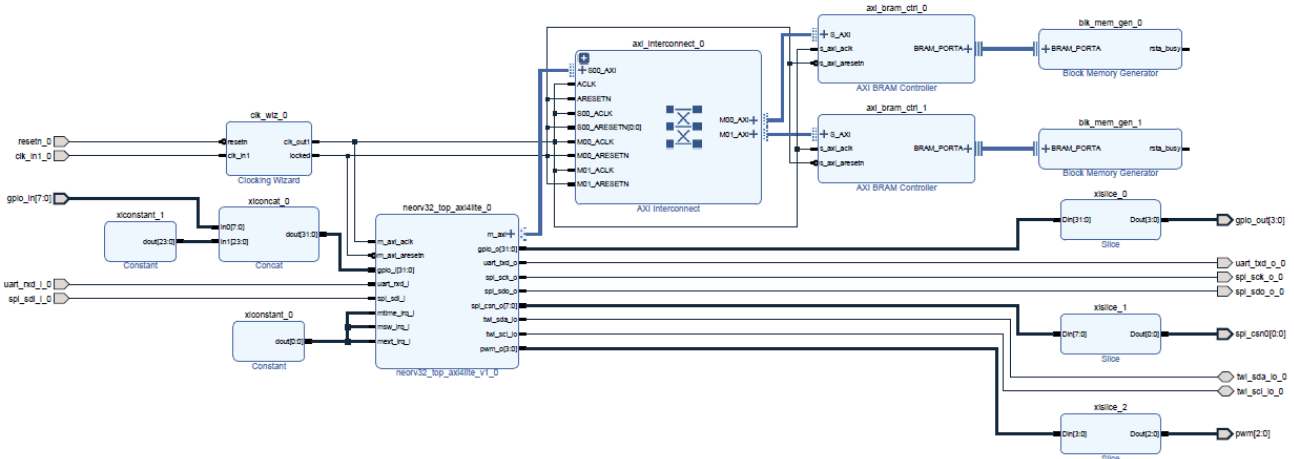 axi_bram_ctrl_0
S_AXI
s_axi_aclk
s_axi_aresetn
BRAM_PORTA
AXI BRAM Controller
blk_mem_gen_0
BRAM_PORTA
rsta_busy
Block Memory Generator
axi_interconnect_0
S00_AXI
ACLK
ARESETN
S00_ACLK
S00_ARESETN[0:0]
M00_ACLK
M00_ARESETN
M01_ACLK
M01_ARESETN
M00_AXI
M01_AXI
AXI Interconnect
axi_bram_ctrl_1
S_AXI
s_axi_aclk
s_axi_aresetn
BRAM_PORTA
AXI BRAM Controller
blk_mem_gen_1
BRAM_PORTA
rsta_busy
Block Memory Generator
resetn_0
clk_in1_0
clk_wiz_0
resetn
clk_in1
clk_out1
locked
Clocking Wizard
gpio_in[7:0]
xlconstant_1
dout[23:0]
Constant
xlconcat_0
In0[7:0]
In1[23:0]
dout[31:0]
Concat
uart_rxd_i_0
spi_sdi_i_0
xlconstant_0
dout[0:0]
Constant
neorv32_top_axi4lite_0
m_axi_aclk
m_axi_aresetn
gpio_i[31:0]
uart_rxd_i
spi_sdi_i
mtime_irq_i
msw_irq_i
mext_irq_i
m_axi
gpio_o[31:0]
uart_txd_o
spi_sck_o
spi_sdo_o
spi_csn_o[7:0]
twi_sda_io
twi_scl_io
pwm_o[3:0]
neorv32_top_axi4lite_v1_0
xlslice_0
Din[31:0]
Dout[3:0]
Slice
gpio_out[3:0]
uart_txd_o_0
spi_sck_o_0
spi_sdo_o_0
xlslice_1
Din[7:0]
Dout[0:0]
Slice
spi_csn0[0:0]
twi_sda_io_0
twi_scl_io_0
xlslice_2
Din[3:0]
Dout[2:0]
Slice
pwm[2:0]